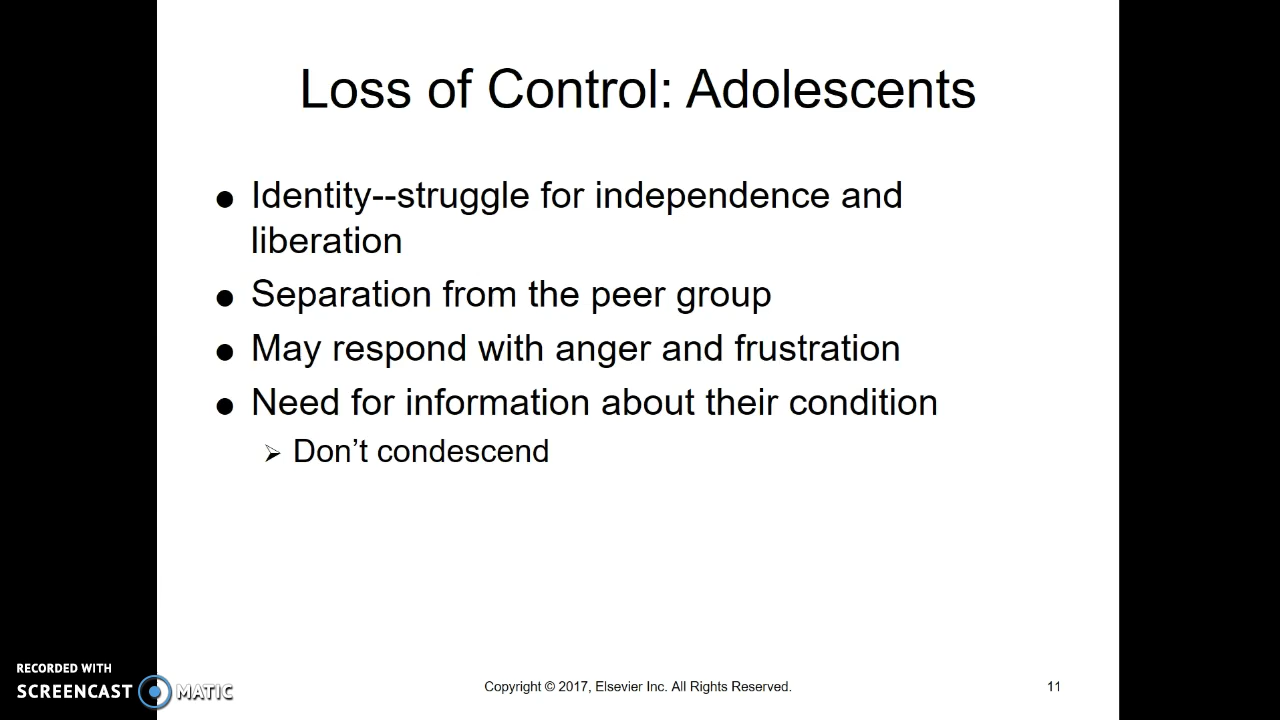 Loss of Control: Adolescents
● Identity--struggle for independence and
liberation
● Separation from the peer group
● May respond with anger and frustration
● Need for information about their condition
➢ Don’t condescend
RECORDED WITH
SCREENCAST MATIC
Copyright © 2017, Elsevier Inc. All Rights Reserved.
11